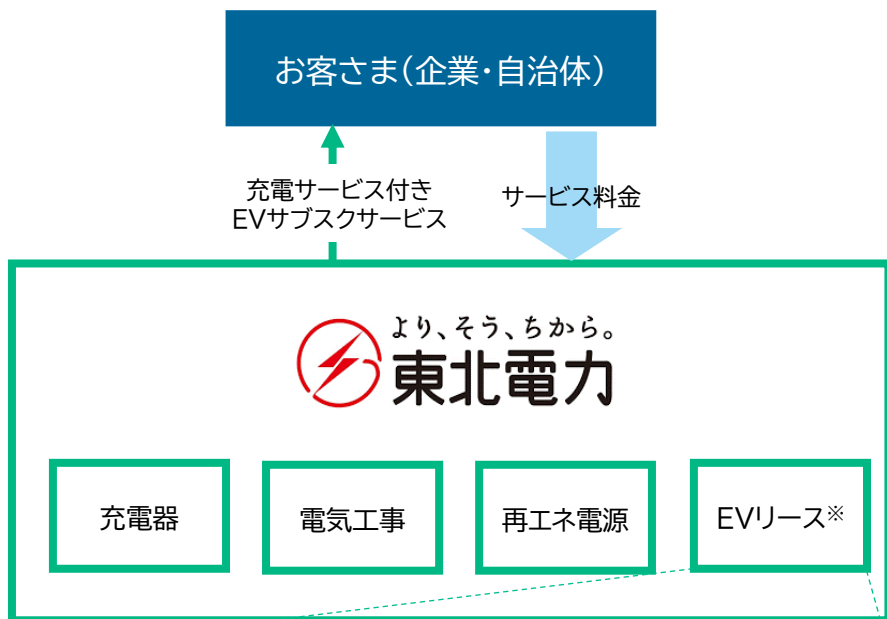 お客さま(企業・自治体)
充電サービス付き
EVサブスクサービス
サービス料金
より、そう、ちから。
東北電力
充電器
電気工事
再エネ電源
EVリース※